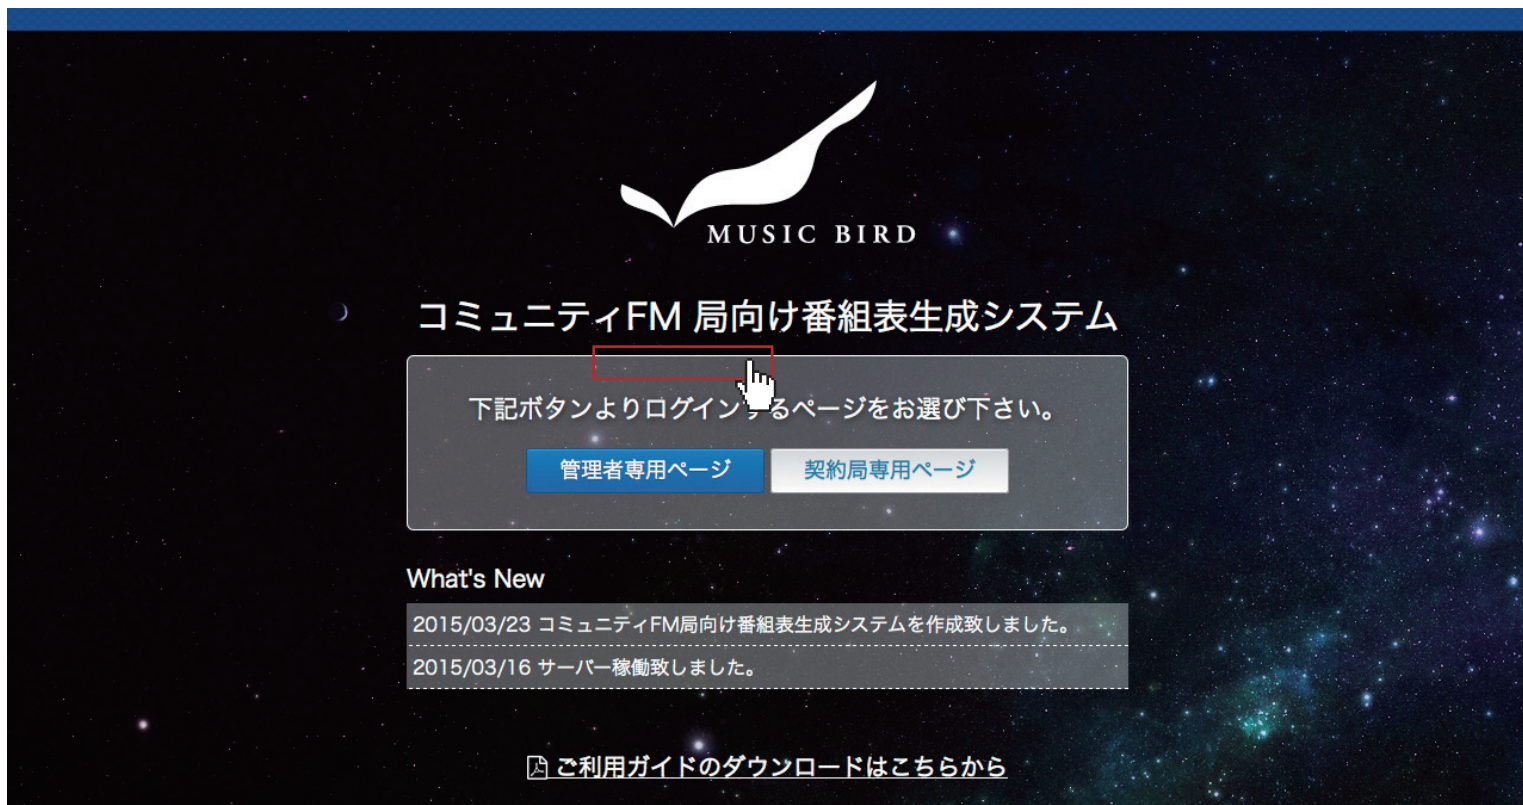 MUSIC BIRD
コミュニティFM 局向け番組表生成システム
下記ボタンよりログインするページをお選び下さい。
管理者専用ページ
契約局専用ページ
What's New
2015/03/23 コミュニティFM局向け番組表生成システムを作成致しました。
2015/03/16 サーバー稼働致しました。
ご利用ガイドのダウンロードはこちらから